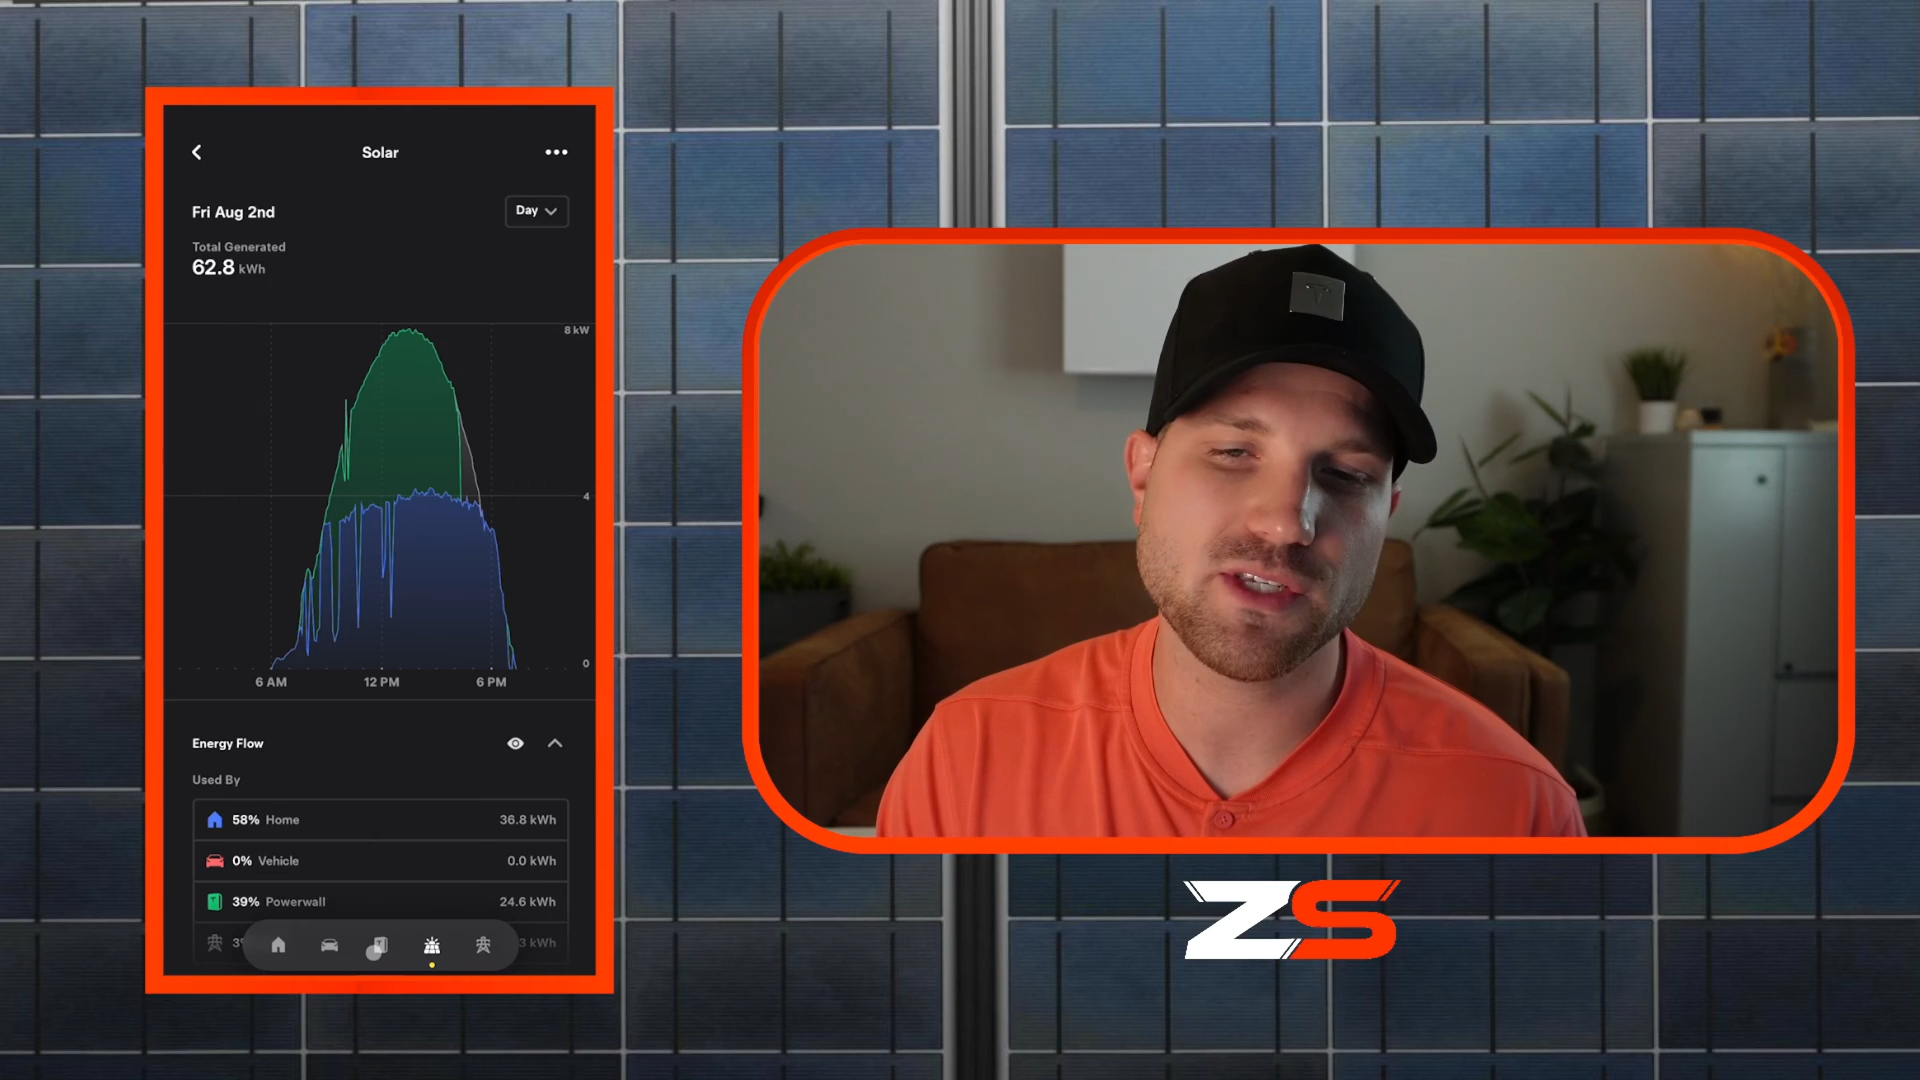 Solar
Fri Aug 2nd
Day
Total Generated
62.8 kWh
8 kW
4
0
6 AM
12 PM
6 PM
Energy Flow
Used By
58% Home
36.8 kWh
0% Vehicle
0.0 kWh
39% Powerwall
24.6 kWh
3 kWh
ZS